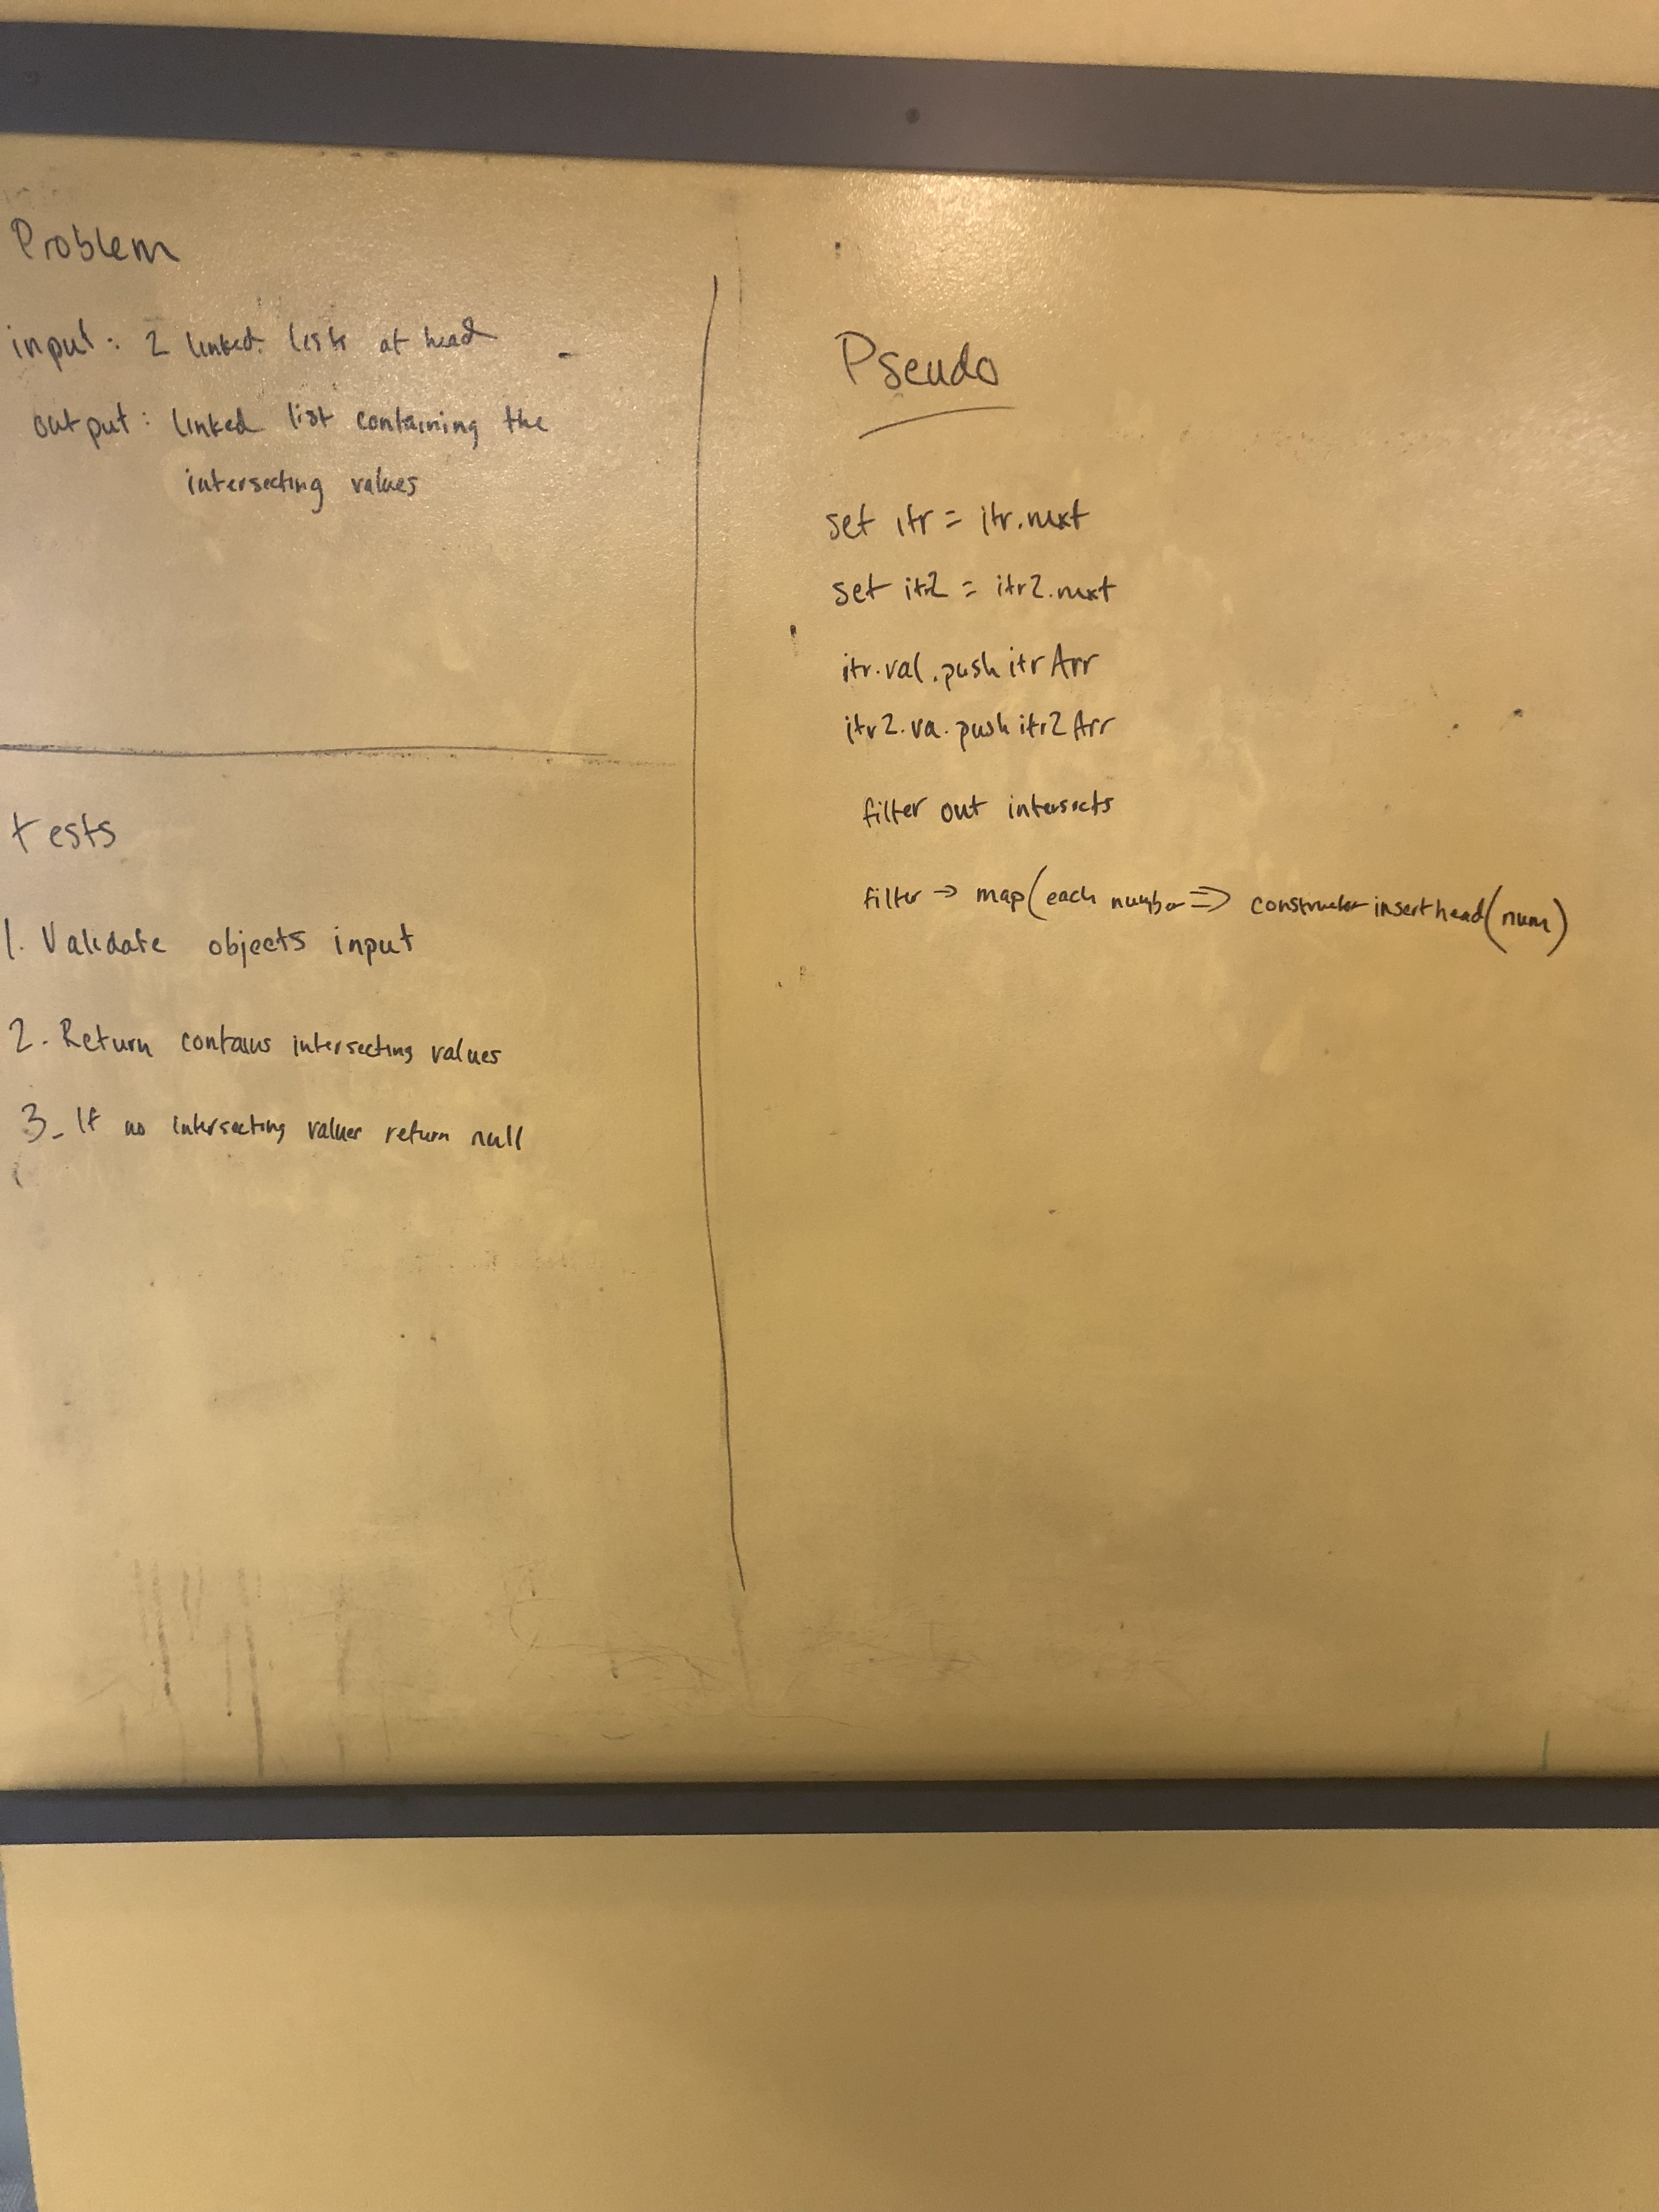 Problem
input: 2 linked lists at head
output: linked list containing the
intersecting values
tests
1. Validate objects input
2. Return contains intersecting values
3. If no intersecting values return null
Pseudo
set itr = itr.next
set itr2 = itr2.next
itr.val.push itrArr
itr2.va.push itr2Arr
filter out intersects
filter → map(each number => constructor insert head(num)